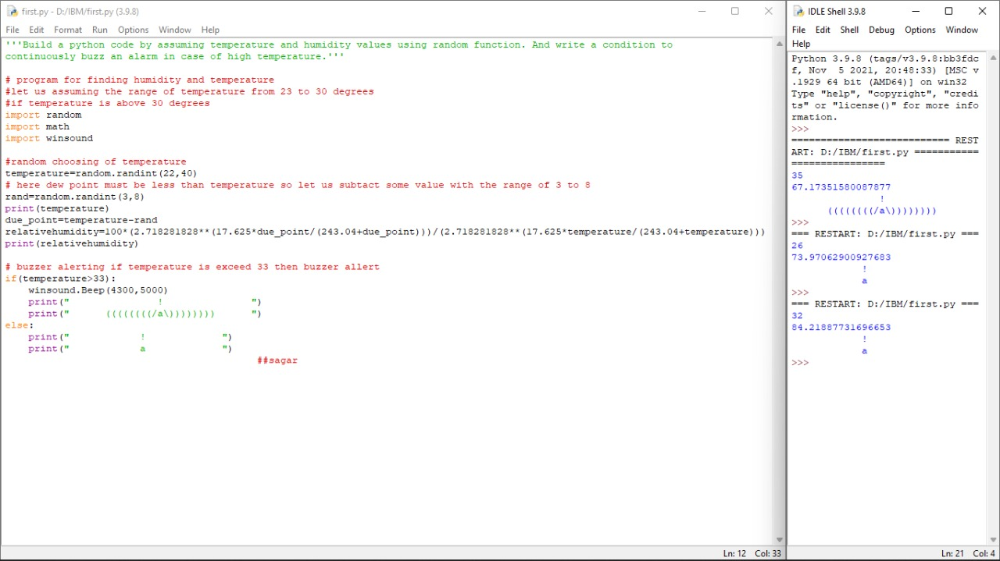 first.py - D:/IBM/first.py (3.9.8)
File Edit Format Run Options Window Help
'''Build a python code by assuming temperature and humidity values using random function. And write a condition to
continuously buzz an alarm in case of high temperature.'''
# program for finding humidity and temperature
#let us assuming the range of temperature from 23 to 30 degrees
#if temperature is above 30 degrees
import random
import math
import winsound
#random choosing of temperature
temperature=random.randint(22,40)
# here dew point must be less than temperature so let us subtact some value with the range of 3 to 8
rand=random.randint(3,8)
print(temperature)
due_point=temperature-rand
relativehumidity=100*(2.718281828**(17.625*due_point/(243.04+due_point)))/(2.718281828**(17.625*temperature/(243.04+temperature)))
print(relativehumidity)
# buzzer alerting if temperature is exceed 33 then buzzer allert
if(temperature>33):
    winsound.Beep(4300,5000)
    print("               !               ")
    print("      ((((((((/a\))))))))      ")
else:
    print("            !             ")
    print("            a             ")
##sagar
Ln: 12 Col: 33
IDLE Shell 3.9.8
File Edit Shell Debug Options Window
Help
Python 3.9.8 (tags/v3.9.8:bb3fdc
f, Nov  5 2021, 20:48:33) [MSC v
.1929 64 bit (AMD64)] on win32
Type "help", "copyright", "credi
ts" or "license()" for more info
rmation.
>>>
=========================== REST
ART: D:/IBM/first.py ===========
================
35
67.17351580087877
               !
      ((((((((/a\))))))))
>>>
=== RESTART: D:/IBM/first.py ===
26
73.97062900927683
            !
            a
>>>
=== RESTART: D:/IBM/first.py ===
32
84.21887731696653
            !
            a
>>>
Ln: 21 Col: 4